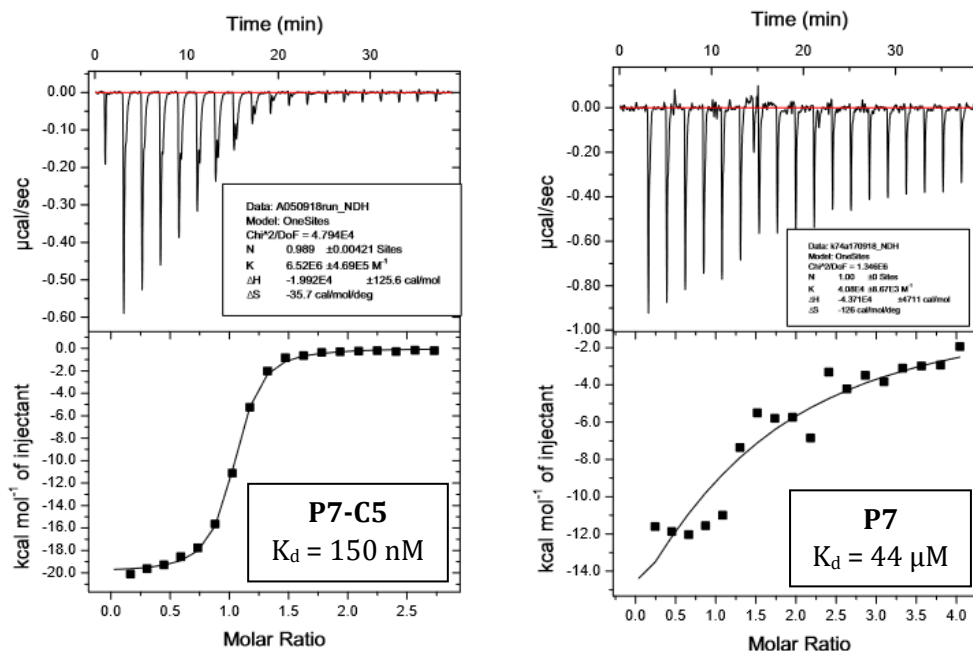 Time (min)
0 10 20 30
0.00
-0.10
-0.20
-0.30
-0.40
-0.50
-0.60
µcal/sec
Data: A050918run_NDH
Model: OneSites
Chi^2/DoF = 4.794E4
N 0.989 ±0.00421 Sites
K 6.52E6 ±4.69E5 M⁻¹
ΔH -1.992E4 ±125.6 cal/mol
ΔS -35.7 cal/mol/deg
0.0
-2.0
-4.0
-6.0
-8.0
-10.0
-12.0
-14.0
-16.0
-18.0
-20.0
kcal mol⁻¹ of injectant
P7-C5
Kd = 150 nM
0.0 0.5 1.0 1.5 2.0 2.5
Molar Ratio
Time (min)
0 10 20 30
0.00
-0.20
-0.40
-0.60
-0.80
-1.00
µcal/sec
Data: k74a170918_NDH
Model: OneSites
Chi^2/DoF = 1.346E6
N 1.00 ±0 Sites
K 4.08E4 ±8.67E3 M⁻¹
ΔH -4.371E4 ±4711 cal/mol
ΔS -126 cal/mol/deg
-2.0
-4.0
-6.0
-8.0
-10.0
-12.0
-14.0
kcal mol⁻¹ of injectant
P7
Kd = 44 µM
0.0 0.5 1.0 1.5 2.0 2.5 3.0 3.5 4.0
Molar Ratio